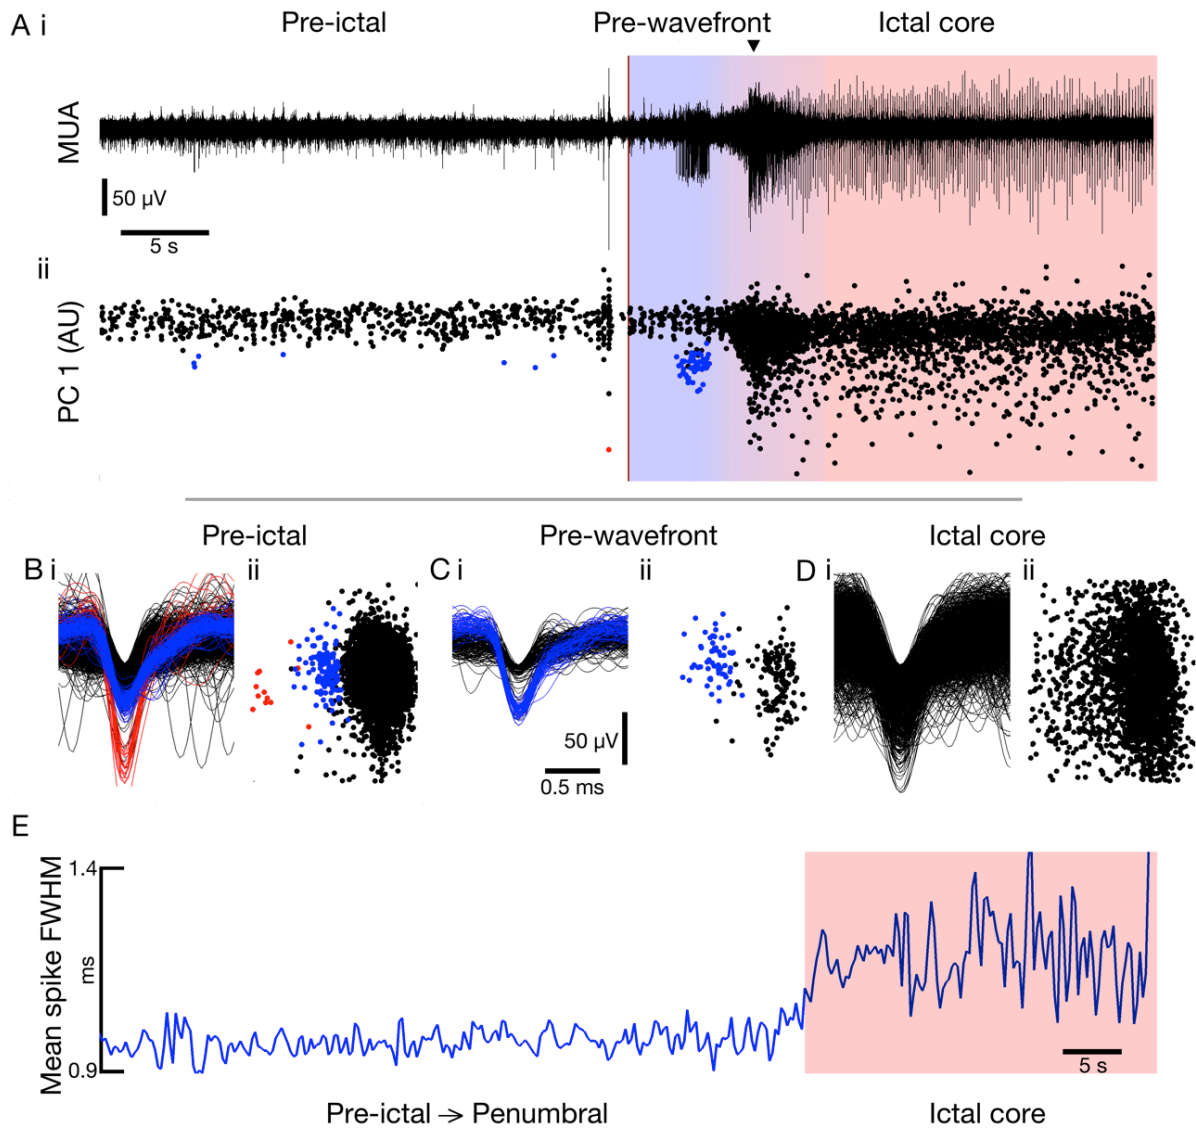 A i
Pre-ictal
Pre-wavefront
Ictal core
MUA
50 µV
5 s
ii
PC 1 (AU)
Pre-ictal
Pre-wavefront
Ictal core
B i
ii
C i
ii
D i
ii
50 µV
0.5 ms
E
Mean spike FWHM
ms
1.4
0.9
5 s
Pre-ictal → Penumbral
Ictal core